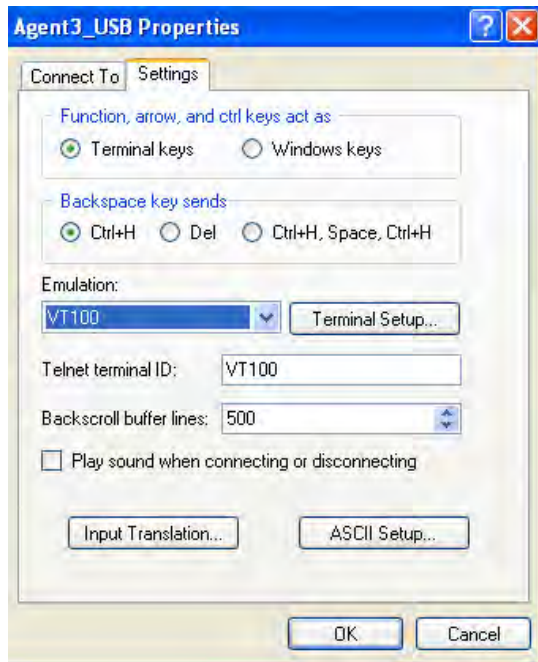 Agent3_USB Properties
Connect To Settings
Function, arrow, and ctrl keys act as
Terminal keys Windows keys
Backspace key sends
Ctrl+H Del Ctrl+H, Space, Ctrl+H
Emulation:
VT100 Terminal Setup...
Telnet terminal ID: VT100
Backscroll buffer lines: 500
Play sound when connecting or disconnecting
Input Translation... ASCII Setup...
OK Cancel